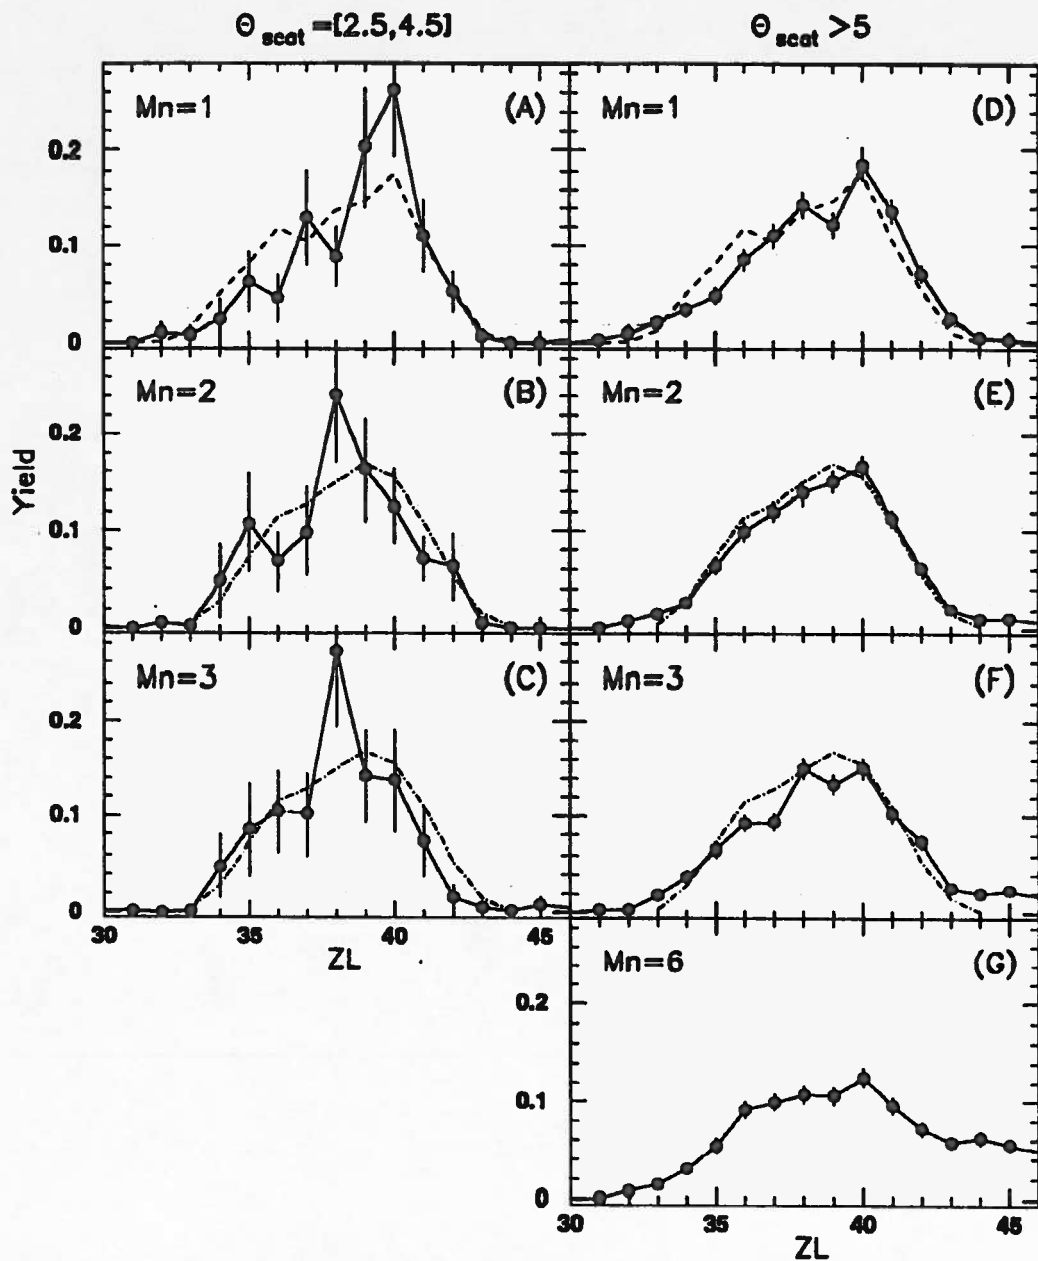 Θscat =[2.5,4.5]
Θscat >5
Mn=1 (A)
0.2
0.1
0
Mn=1 (D)
Mn=2 (B)
0.2
0.1
0
Mn=2 (E)
Yield
Mn=3 (C)
0.2
0.1
0
30 35 40 45
ZL
Mn=3 (F)
Mn=6 (G)
0.2
0.1
0
30 35 40 45
ZL